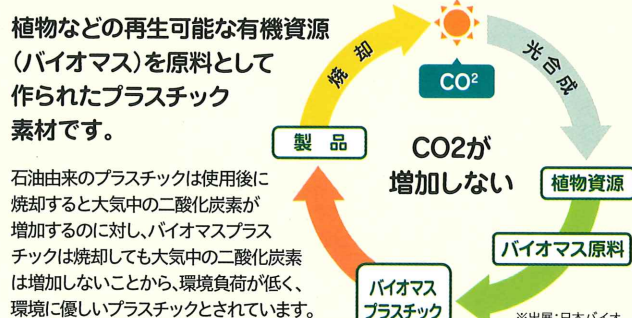 植物などの再生可能な有機資源
(バイオマス)を原料として
作られたプラスチック
素材です。
石油由来のプラスチックは使用後に
焼却すると大気中の二酸化炭素が
増加するのに対し、バイオマスプラス
チックは焼却しても大気中の二酸化炭素
は増加しないことから、環境負荷が低く、
環境に優しいプラスチックとされています。
焼却
光合成
CO²
製品
CO2が
増加しない
植物資源
バイオマス原料
バイオマス
プラスチック
※出展:日本バイオ